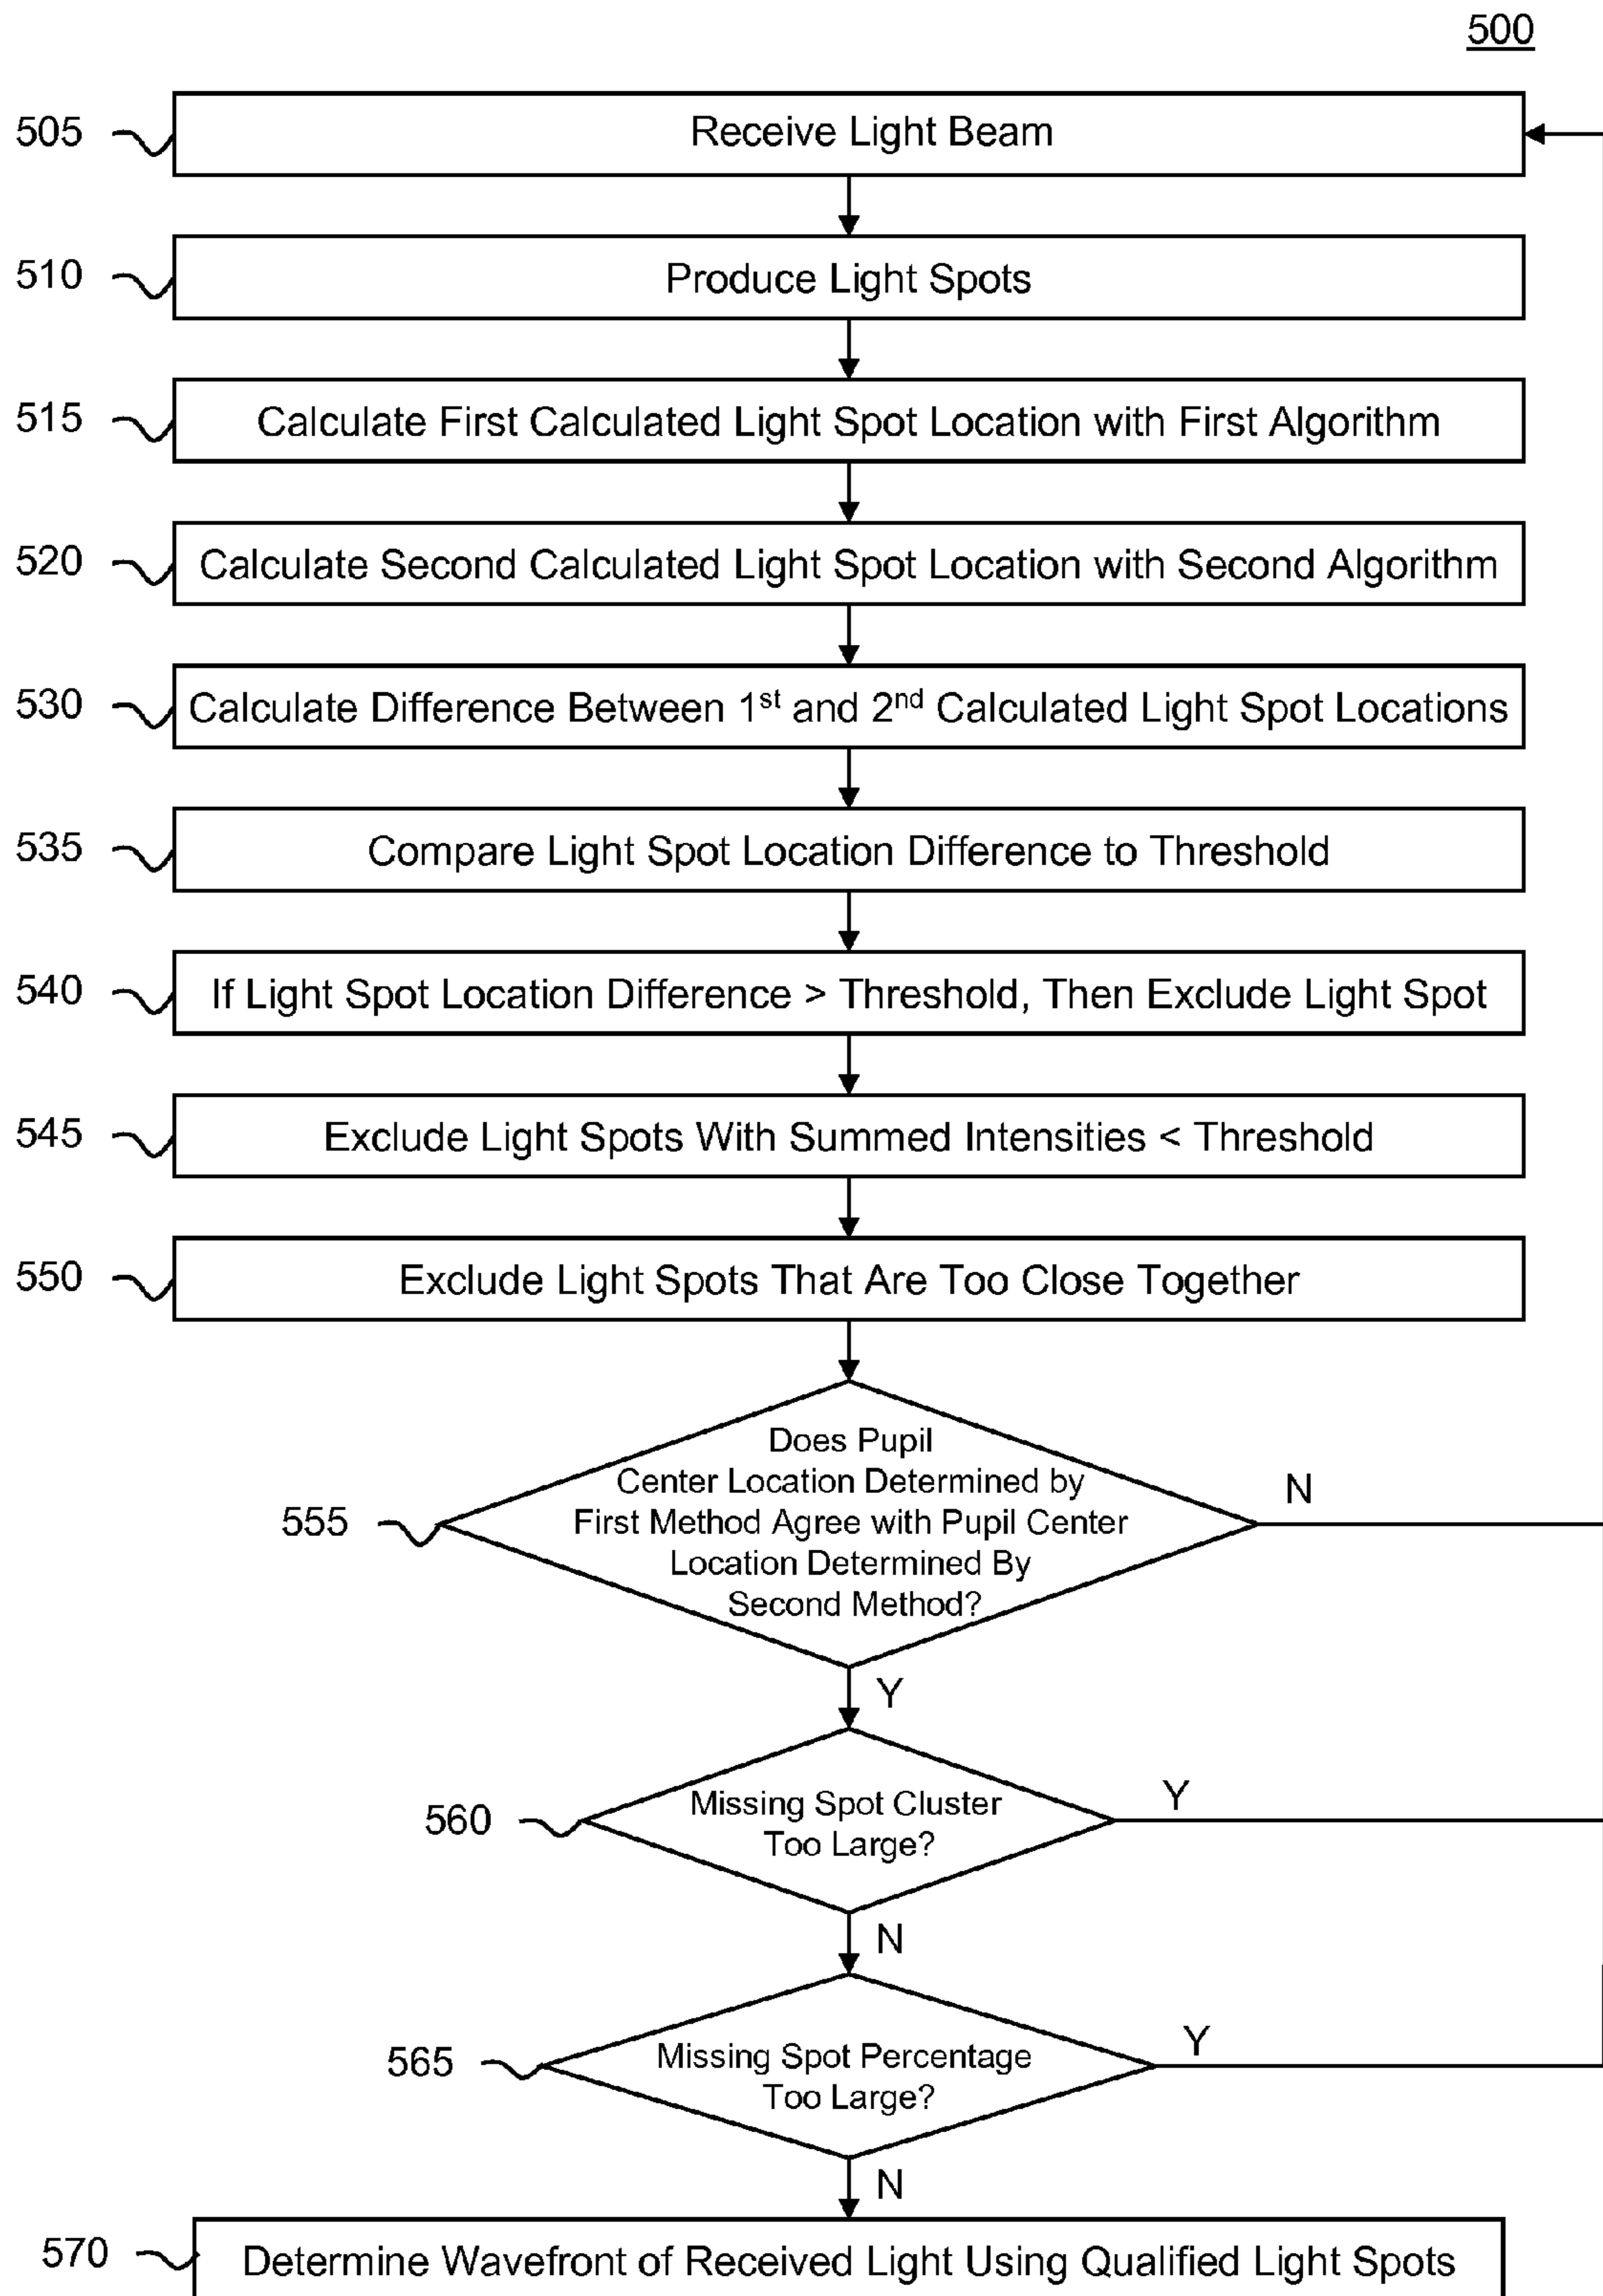 500
505 Receive Light Beam
510 Produce Light Spots
515 Calculate First Calculated Light Spot Location with First Algorithm
520 Calculate Second Calculated Light Spot Location with Second Algorithm
530 Calculate Difference Between 1st and 2nd Calculated Light Spot Locations
535 Compare Light Spot Location Difference to Threshold
540 If Light Spot Location Difference > Threshold, Then Exclude Light Spot
545 Exclude Light Spots With Summed Intensities < Threshold
550 Exclude Light Spots That Are Too Close Together
Does Pupil
Center Location Determined by
N
555 First Method Agree with Pupil Center
Location Determined By
Second Method?
Y
Y
560 Missing Spot Cluster
Too Large?
N
Y
565 Missing Spot Percentage
Too Large?
N
570 Determine Wavefront of Received Light Using Qualified Light Spots